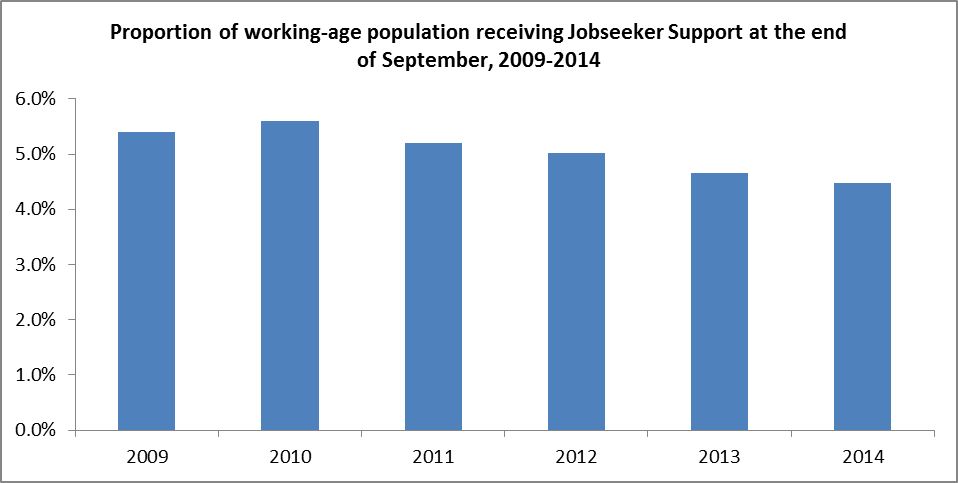 Proportion of working-age population receiving Jobseeker Support at the end
of September, 2009-2014
6.0%
5.0%
4.0%
3.0%
2.0%
1.0%
0.0%
2009 2010 2011 2012 2013 2014